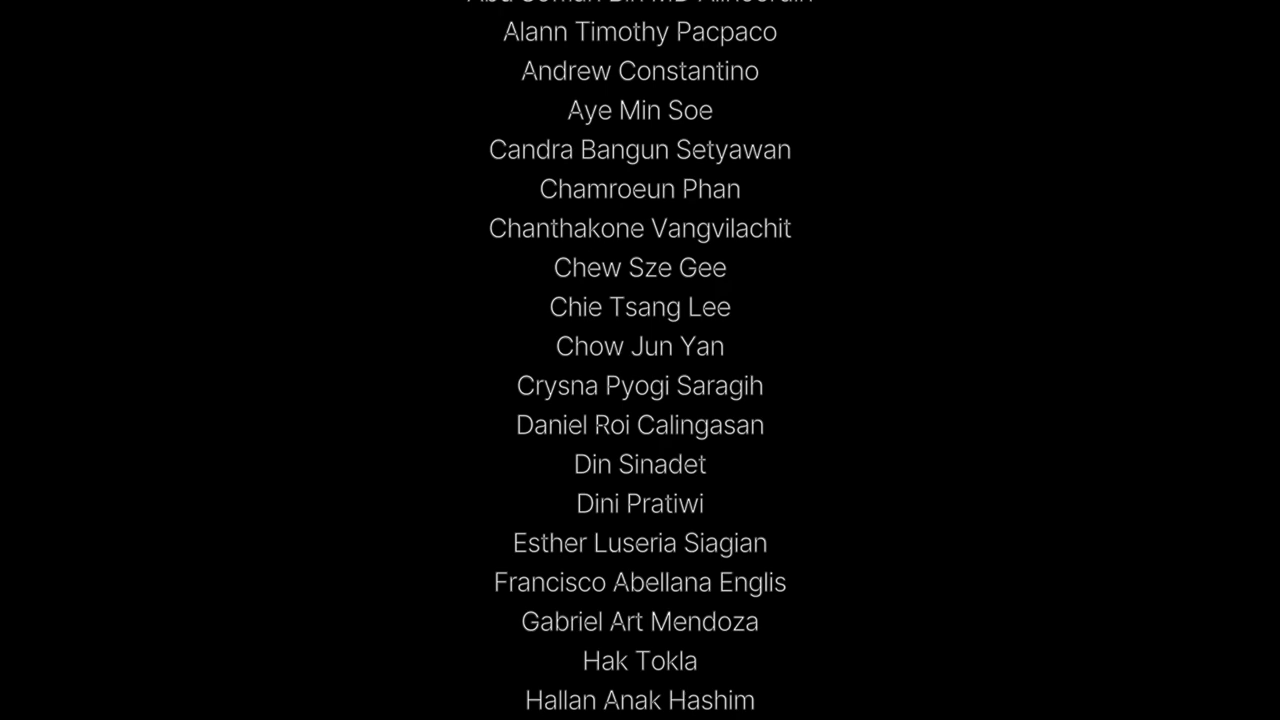 Alann Timothy Pacpaco
Andrew Constantino
Aye Min Soe
Candra Bangun Setyawan
Chamroeun Phan
Chanthakone Vangvilachit
Chew Sze Gee
Chie Tsang Lee
Chow Jun Yan
Crysna Pyogi Saragih
Daniel Roi Calingasan
Din Sinadet
Dini Pratiwi
Esther Luseria Siagian
Francisco Abellana Englis
Gabriel Art Mendoza
Hak Tokla
Hallan Anak Hashim